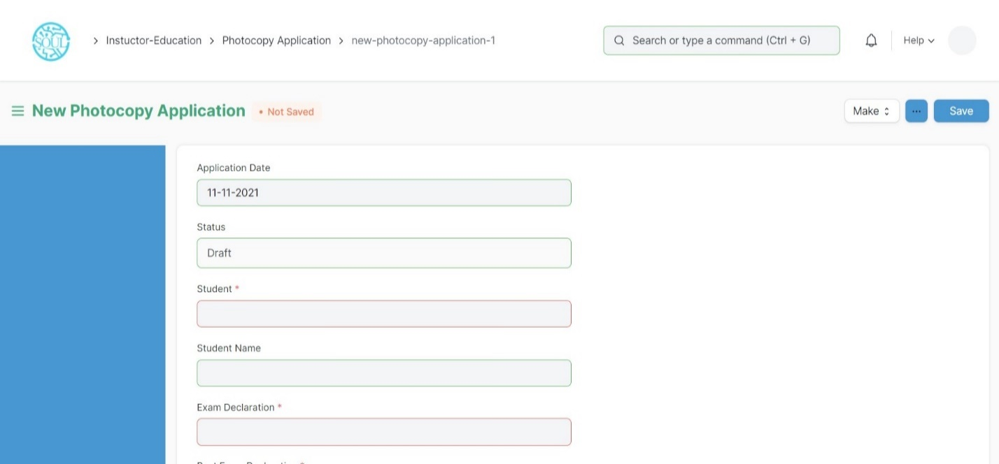 SOUL
> Instuctor-Education > Photocopy Application > new-photocopy-application-1
Search or type a command (Ctrl + G)
Help
New Photocopy Application
• Not Saved
Make
...
Save
Application Date
11-11-2021
Status
Draft
Student *
Student Name
Exam Declaration *